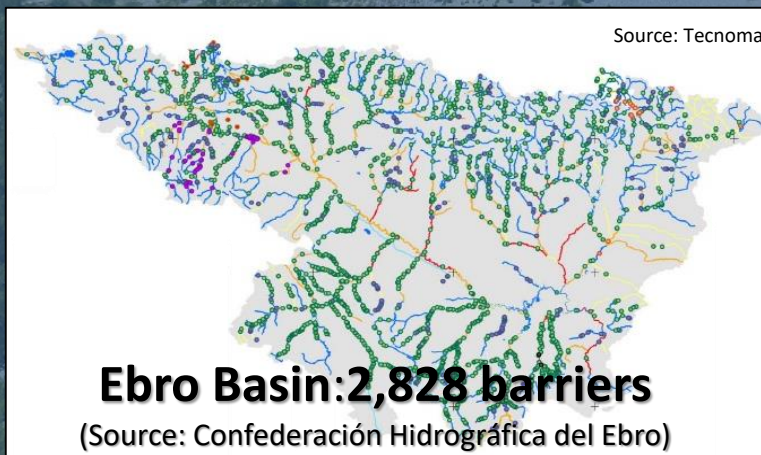 Source: Tecnoma
Ebro Basin:2,828 barriers
(Source: Confederación Hidrográfica del Ebro)